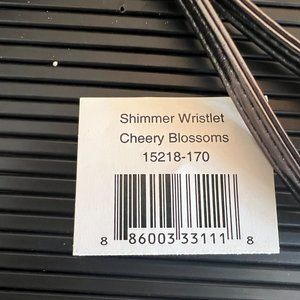 Shimmer Wristlet
Cheery Blossoms
15218-170
8 86003 33111 8